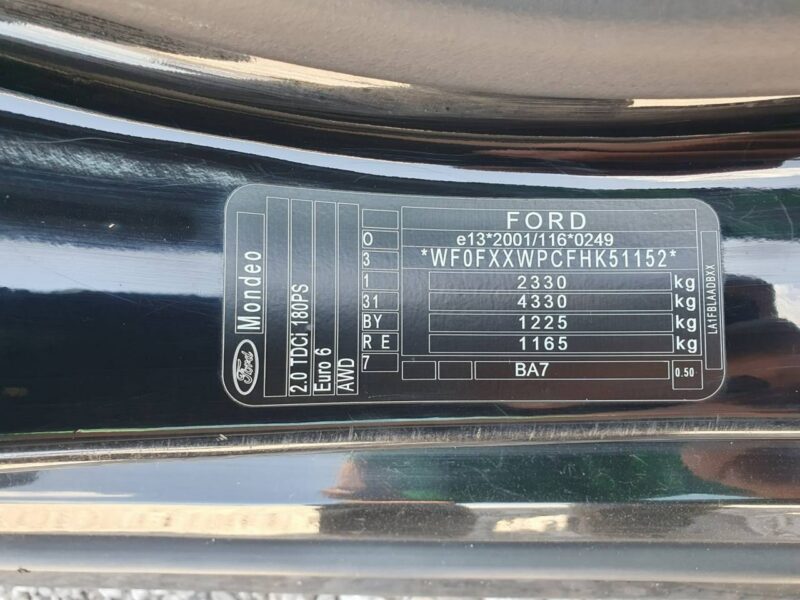 FORD
e13*2001/116*0249
*WF0FXXWPCFHK51152*
2330 kg
4330 kg
1225 kg
1165 kg
BA7
0.50
LA1FBLAADBXX
O
3
1
31
BY
R E
7
Ford
Mondeo
2.0 TDCi 180PS
Euro 6
AWD